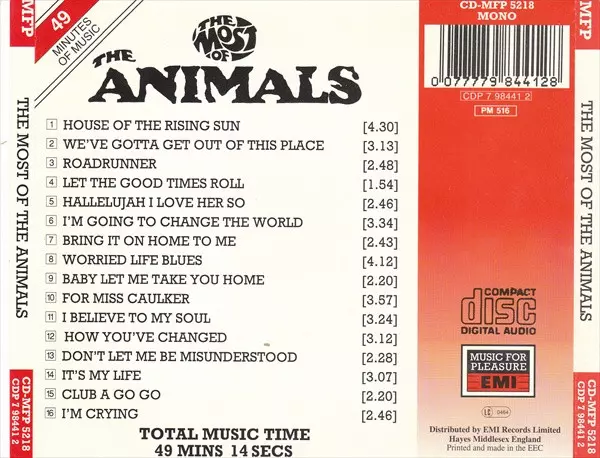 MFP
49
MINUTES
OF MUSIC
THE MOST OF THE ANIMALS
CD-MFP 5218
CDP 7 98441 2
THE
MOST
OF
THE
ANIMALS
1 HOUSE OF THE RISING SUN [4.30]
2 WE'VE GOTTA GET OUT OF THIS PLACE [3.13]
3 ROADRUNNER [2.48]
4 LET THE GOOD TIMES ROLL [1.54]
5 HALLELUJAH I LOVE HER SO [2.46]
6 I'M GOING TO CHANGE THE WORLD [3.34]
7 BRING IT ON HOME TO ME [2.43]
8 WORRIED LIFE BLUES [4.12]
9 BABY LET ME TAKE YOU HOME [2.20]
10 FOR MISS CAULKER [3.57]
11 I BELIEVE TO MY SOUL [3.24]
12 HOW YOU'VE CHANGED [3.12]
13 DON'T LET ME BE MISUNDERSTOOD [2.28]
14 IT'S MY LIFE [3.07]
15 CLUB A GO GO [2.20]
16 I'M CRYING [2.46]
TOTAL MUSIC TIME
49 MINS 14 SECS
CD-MFP 5218
MONO
0 077779 844128
CDP 7 98441 2
PM 516
COMPACT
disc
DIGITAL AUDIO
MUSIC FOR
PLEASURE
EMI
LC 0464
Distributed by EMI Records Limited
Hayes Middlesex England
Printed and made in the EEC
MFP
THE MOST OF THE ANIMALS
CD-MFP 5218
CDP 7 98441 2